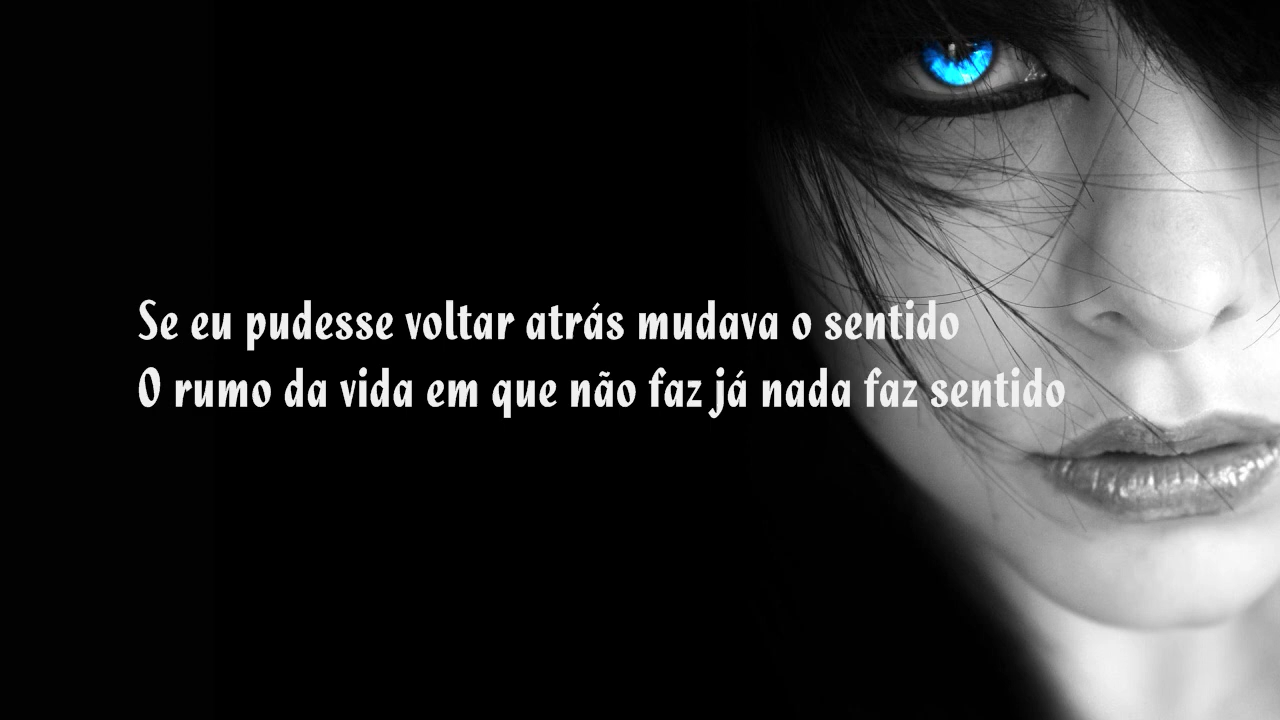 Se eu pudesse voltar atrás mudava o sentido
O rumo da vida em que não faz já nada faz sentido